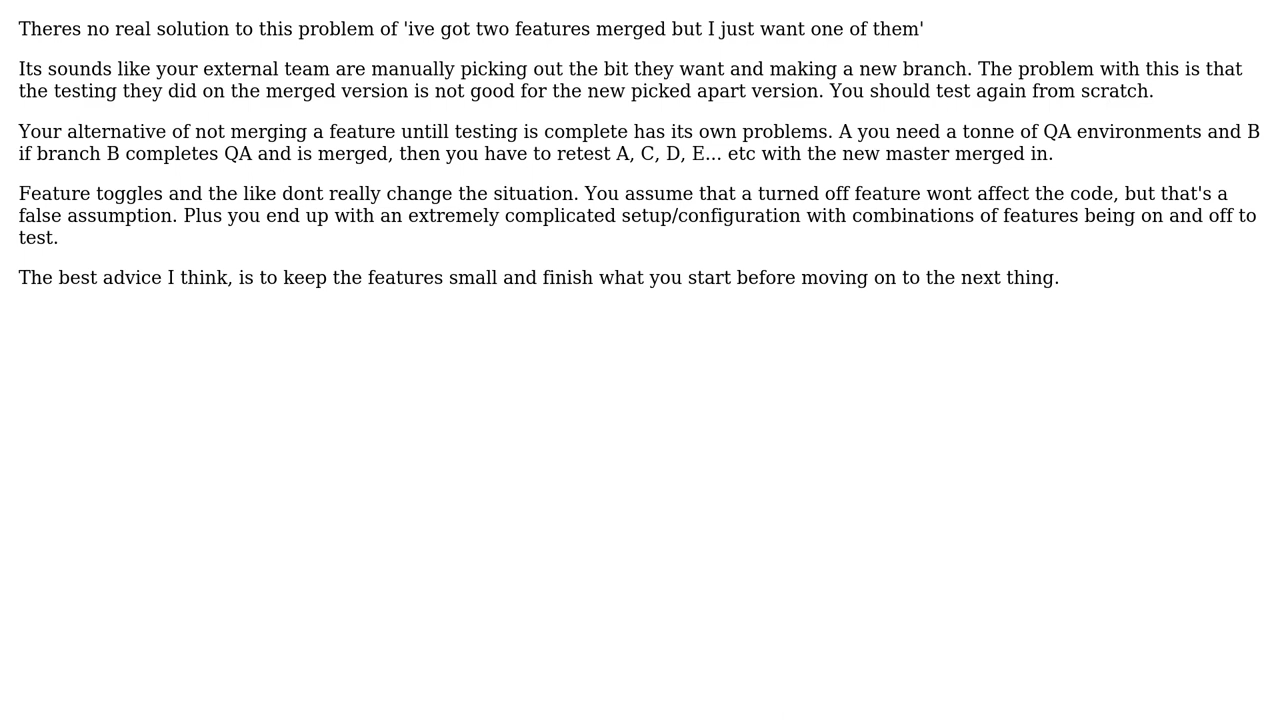 Theres no real solution to this problem of 'ive got two features merged but I just want one of them'
Its sounds like your external team are manually picking out the bit they want and making a new branch. The problem with this is that
the testing they did on the merged version is not good for the new picked apart version. You should test again from scratch.
Your alternative of not merging a feature untill testing is complete has its own problems. A you need a tonne of QA environments and B
if branch B completes QA and is merged, then you have to retest A, C, D, E... etc with the new master merged in.
Feature toggles and the like dont really change the situation. You assume that a turned off feature wont affect the code, but that's a
false assumption. Plus you end up with an extremely complicated setup/configuration with combinations of features being on and off to
test.
The best advice I think, is to keep the features small and finish what you start before moving on to the next thing.